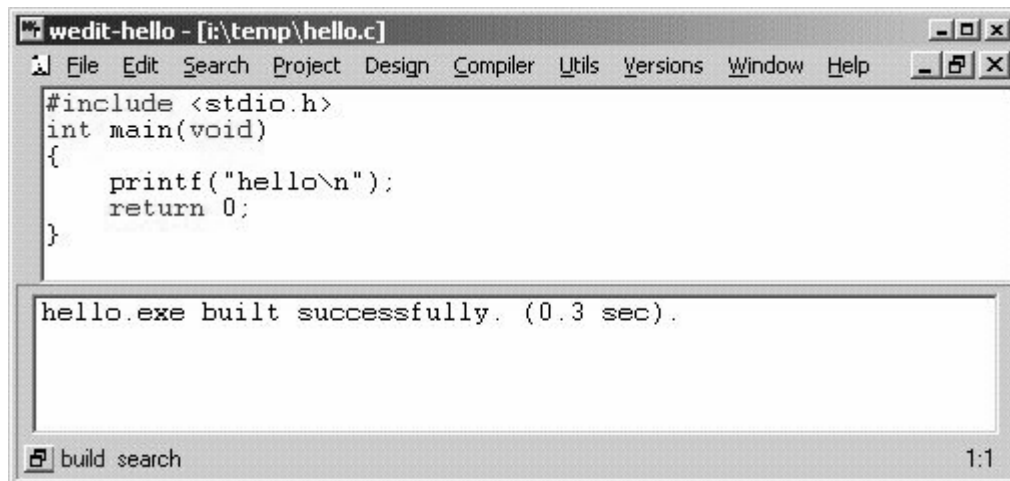 wedit-hello - [i:\temp\hello.c]
File Edit Search Project Design Compiler Utils Versions Window Help
#include <stdio.h>
int main(void)
{
    printf("hello\n");
    return 0;
}
hello.exe built successfully. (0.3 sec).
build search 1:1